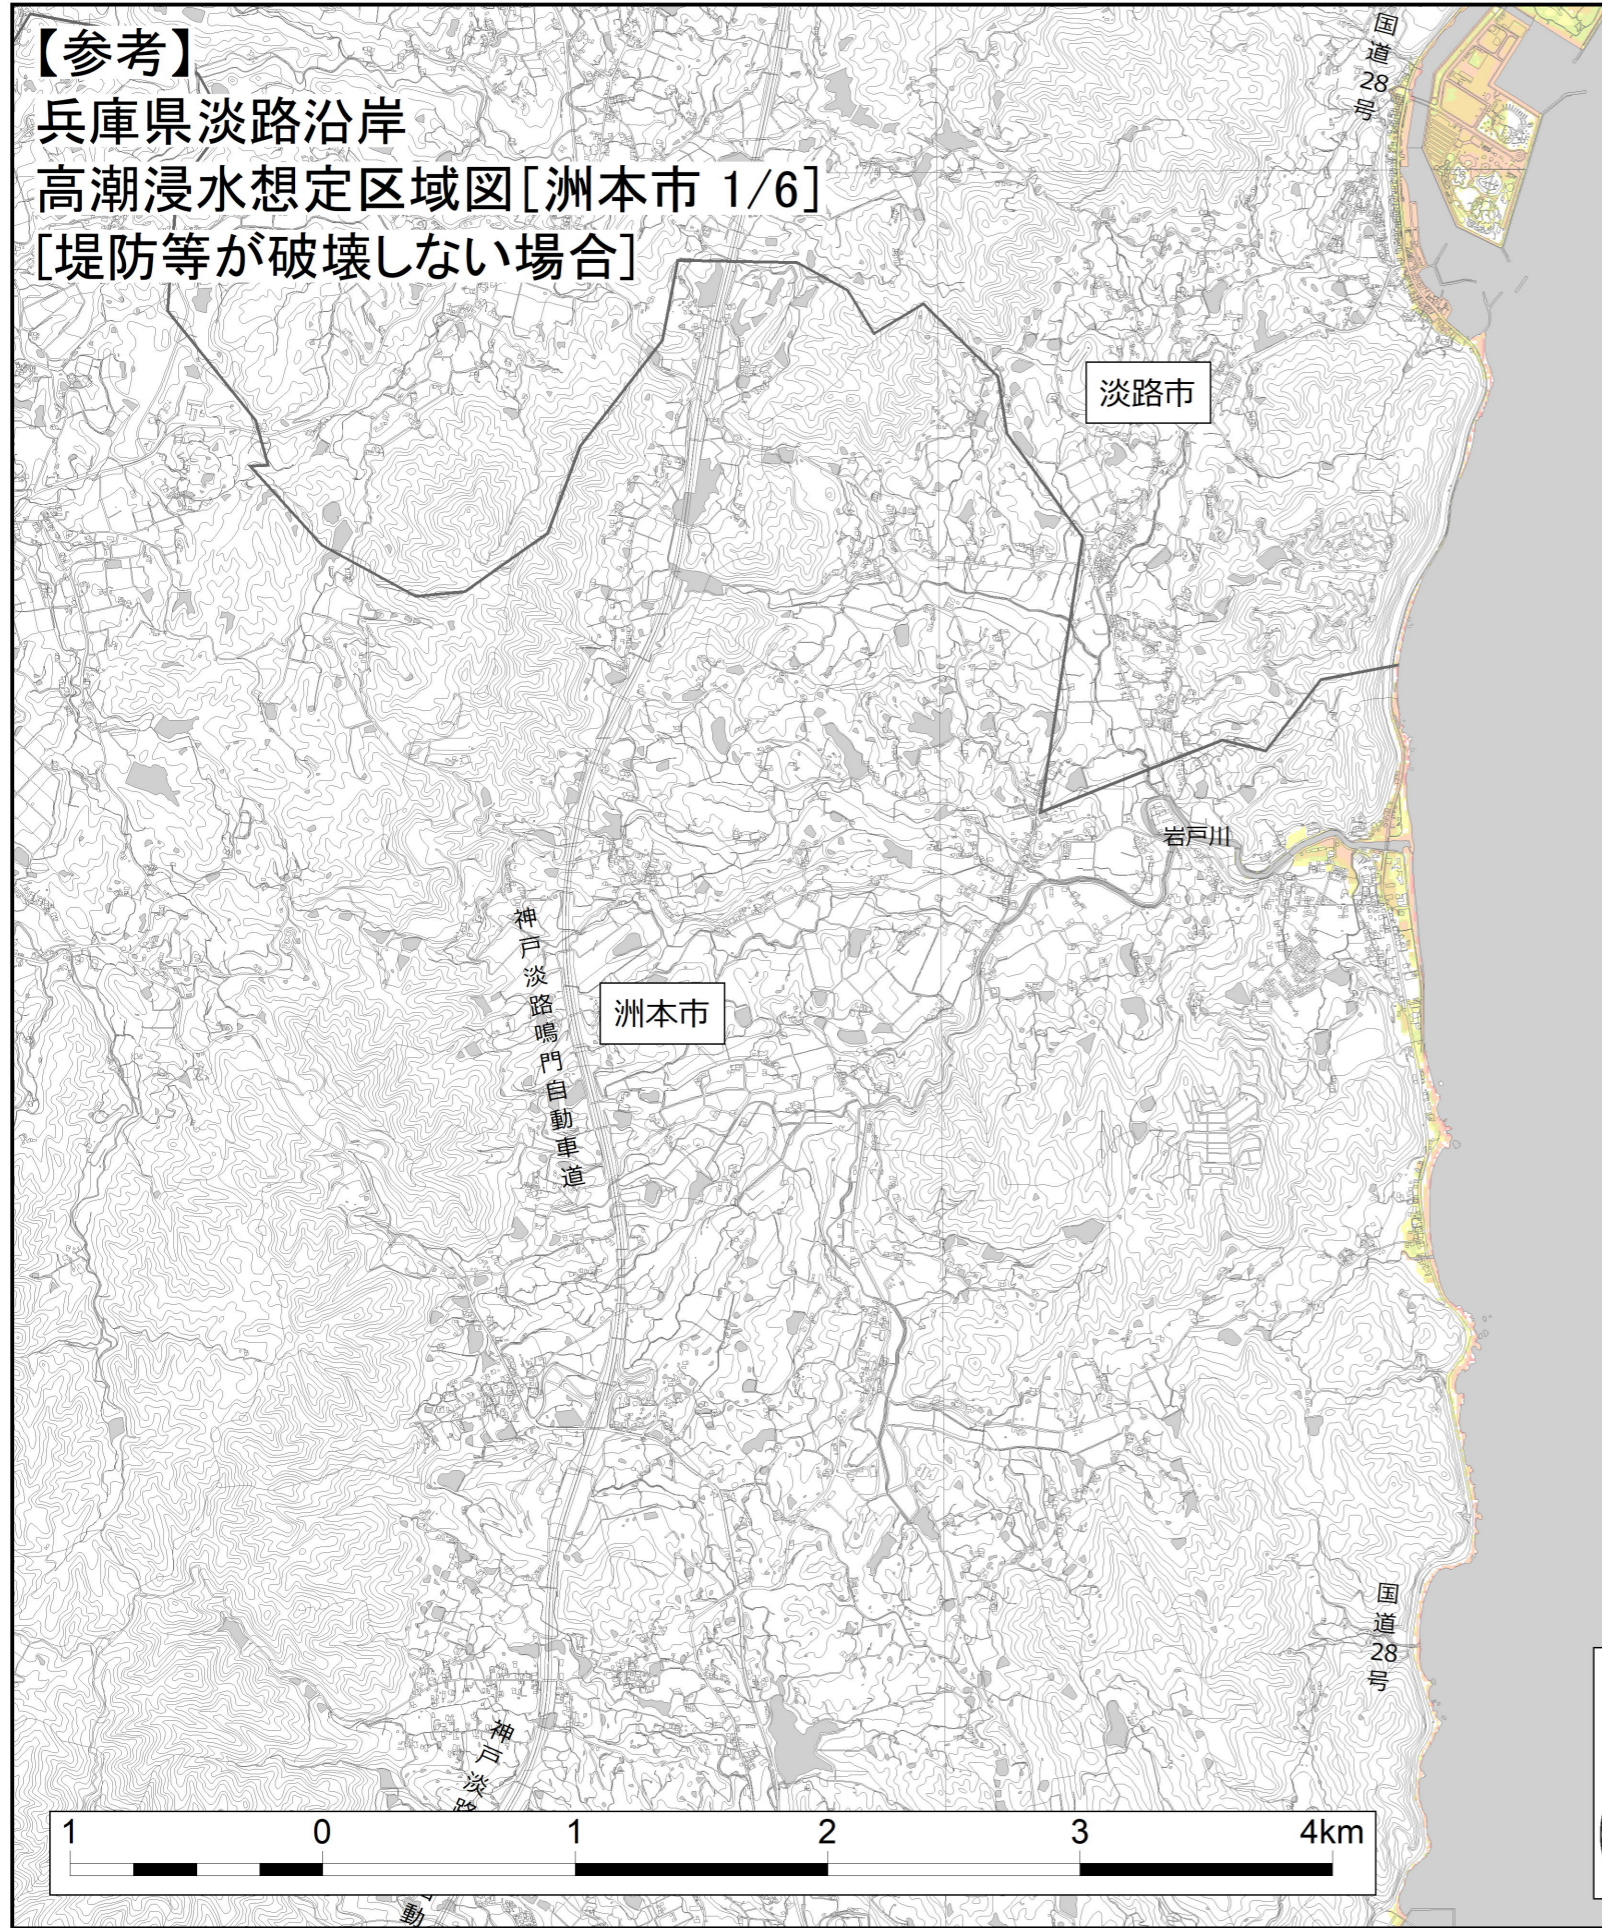 【参考】
兵庫県淡路沿岸
高潮浸水想定区域図[洲本市 1/6]
[堤防等が破壊しない場合]
国道28号
淡路市
岩戸川
神戸淡路鳴門自動車道
洲本市
国道28号
神戸淡路
動
1 0 1 2 3 4km